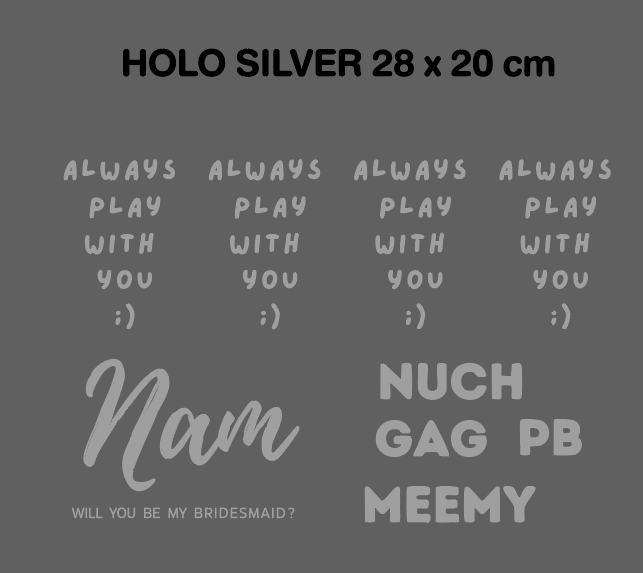 HOLO SILVER 28 x 20 cm
ALWAYS
PLAY
WITH
YOU
;)
ALWAYS
PLAY
WITH
YOU
;)
ALWAYS
PLAY
WITH
YOU
;)
ALWAYS
PLAY
WITH
YOU
;)
Nam
WILL YOU BE MY BRIDESMAID?
NUCH
GAG PB
MEEMY